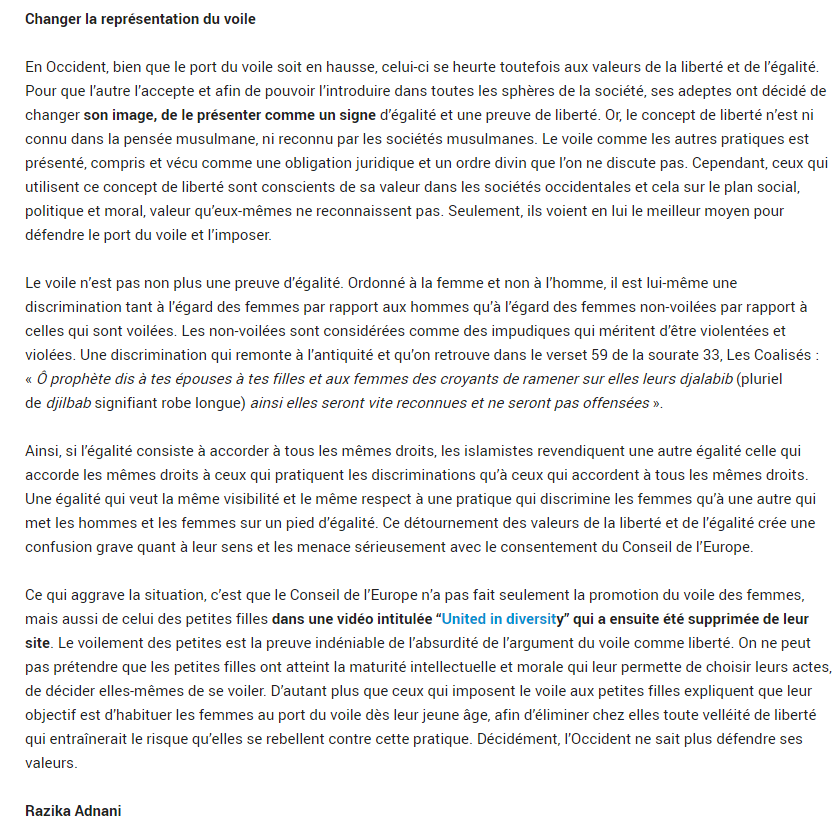 Changer la représentation du voile
En Occident, bien que le port du voile soit en hausse, celui-ci se heurte toutefois aux valeurs de la liberté et de l’égalité.
Pour que l’autre l’accepte et afin de pouvoir l’introduire dans toutes les sphères de la société, ses adeptes ont décidé de
changer son image, de le présenter comme un signe d’égalité et une preuve de liberté. Or, le concept de liberté n’est ni
connu dans la pensée musulmane, ni reconnu par les sociétés musulmanes. Le voile comme les autres pratiques est
présenté, compris et vécu comme une obligation juridique et un ordre divin que l’on ne discute pas. Cependant, ceux qui
utilisent ce concept de liberté sont conscients de sa valeur dans les sociétés occidentales et cela sur le plan social,
politique et moral, valeur qu’eux-mêmes ne reconnaissent pas. Seulement, ils voient en lui le meilleur moyen pour
défendre le port du voile et l’imposer.
Le voile n’est pas non plus une preuve d’égalité. Ordonné à la femme et non à l’homme, il est lui-même une
discrimination tant à l’égard des femmes par rapport aux hommes qu’à l’égard des femmes non-voilées par rapport à
celles qui sont voilées. Les non-voilées sont considérées comme des impudiques qui méritent d’être violentées et
violées. Une discrimination qui remonte à l’antiquité et qu’on retrouve dans le verset 59 de la sourate 33, Les Coalisés :
« Ô prophète dis à tes épouses à tes filles et aux femmes des croyants de ramener sur elles leurs djalabib (pluriel
de djilbab signifiant robe longue) ainsi elles seront vite reconnues et ne seront pas offensées ».
Ainsi, si l’égalité consiste à accorder à tous les mêmes droits, les islamistes revendiquent une autre égalité celle qui
accorde les mêmes droits à ceux qui pratiquent les discriminations qu’à ceux qui accordent à tous les mêmes droits.
Une égalité qui veut la même visibilité et le même respect à une pratique qui discrimine les femmes qu’à une autre qui
met les hommes et les femmes sur un pied d’égalité. Ce détournement des valeurs de la liberté et de l’égalité crée une
confusion grave quant à leur sens et les menace sérieusement avec le consentement du Conseil de l’Europe.
Ce qui aggrave la situation, c’est que le Conseil de l’Europe n’a pas fait seulement la promotion du voile des femmes,
mais aussi de celui des petites filles dans une vidéo intitulée “United in diversity” qui a ensuite été supprimée de leur
site. Le voilement des petites est la preuve indéniable de l’absurdité de l’argument du voile comme liberté. On ne peut
pas prétendre que les petites filles ont atteint la maturité intellectuelle et morale qui leur permette de choisir leurs actes,
de décider elles-mêmes de se voiler. D’autant plus que ceux qui imposent le voile aux petites filles expliquent que leur
objectif est d’habituer les femmes au port du voile dès leur jeune âge, afin d’éliminer chez elles toute velléité de liberté
qui entraînerait le risque qu’elles se rebellent contre cette pratique. Décidément, l’Occident ne sait plus défendre ses
valeurs.
Razika Adnani